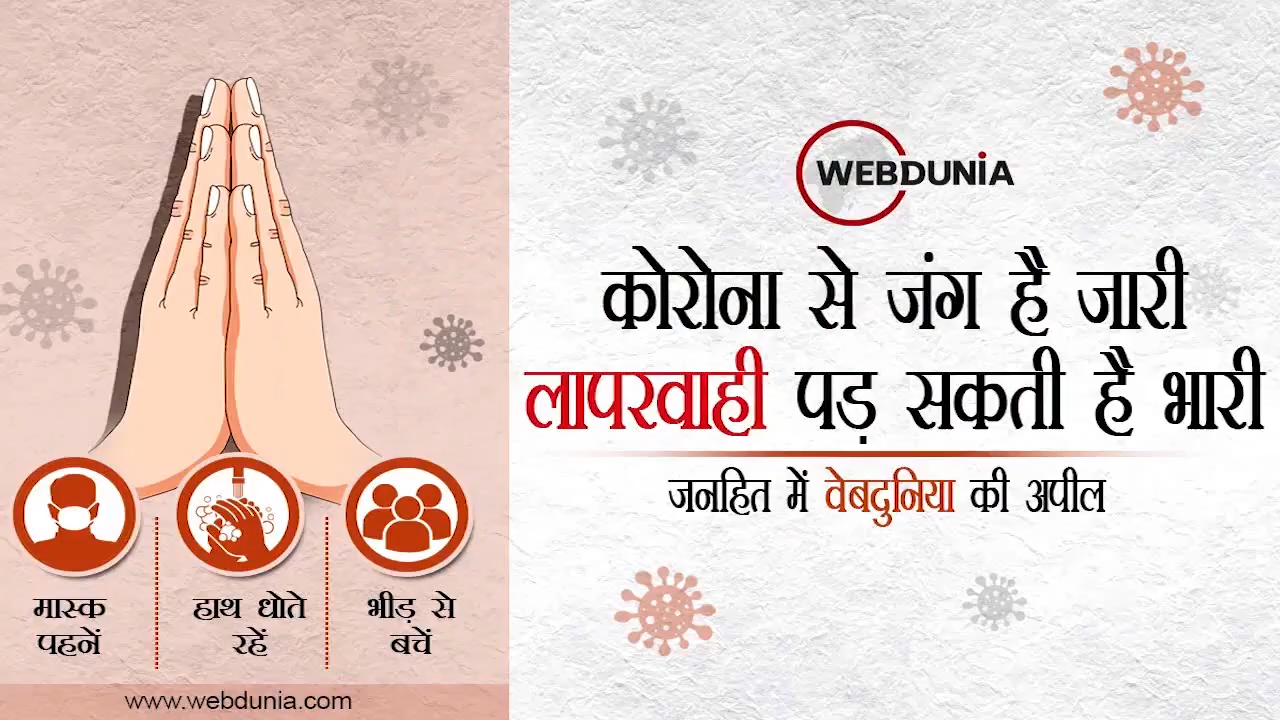 WEBDUNIA
कोरोना से जंग है जारी
लापरवाही पड़ सकती है भारी
जनहित में वेबदुनिया की अपील
मास्क पहनें
हाथ धोते रहें
भीड़ से बचें
www.webdunia.com